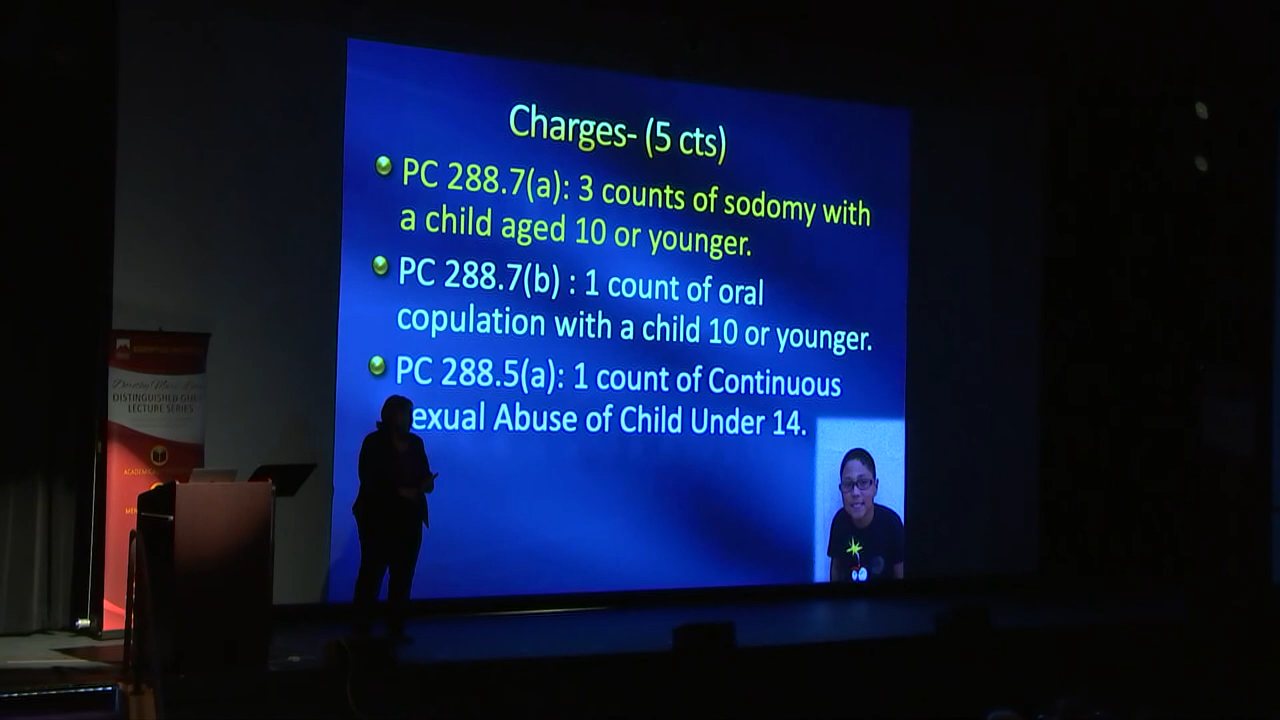 Charges- (5 cts)
PC 288.7(a): 3 counts of sodomy with
a child aged 10 or younger.
PC 288.7(b) : 1 count of oral
copulation with a child 10 or younger.
PC 288.5(a): 1 count of Continuous
exual Abuse of Child Under 14.
DISTINGUISHED
LECTURE SERIES